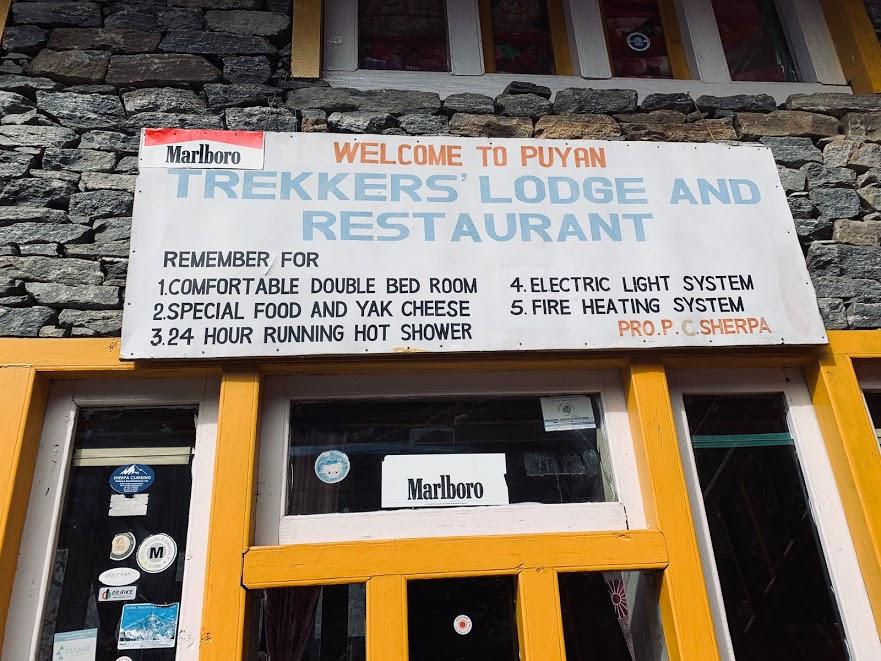 Marlboro
WELCOME TO PUYAN
TREKKERS' LODGE AND
RESTAURANT
REMEMBER FOR
1.COMFORTABLE DOUBLE BED ROOM
2.SPECIAL FOOD AND YAK CHEESE
3.24 HOUR RUNNING HOT SHOWER
4.ELECTRIC LIGHT SYSTEM
5.FIRE HEATING SYSTEM
PRO.P.C.SHERPA
Marlboro
SHERPA CLIMBING
M